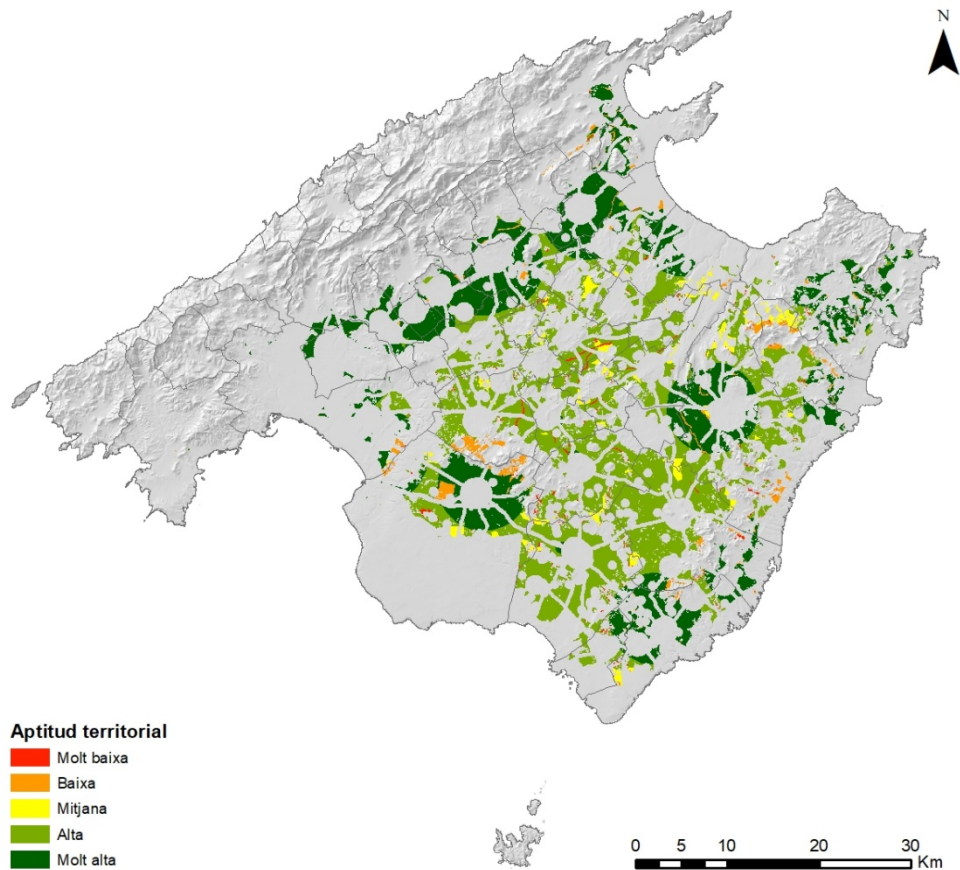 N
Aptitud territorial
Molt baixa
Baixa
Mitjana
Alta
Molt alta
0 5 10 20 30
Km